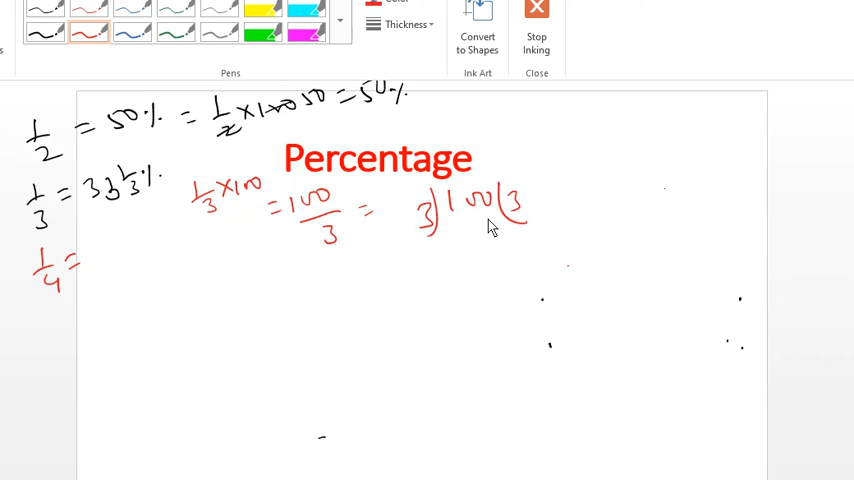 Color
Thickness
Convert to Shapes
Stop Inking
Pens
Ink Art
Close
1/2 = 50% = 1/2 × 100 50 = 50%
Percentage
1/3 = 33 1/3 %
1/3 × 100 = 100/3 = 3)100(3
1/4 =